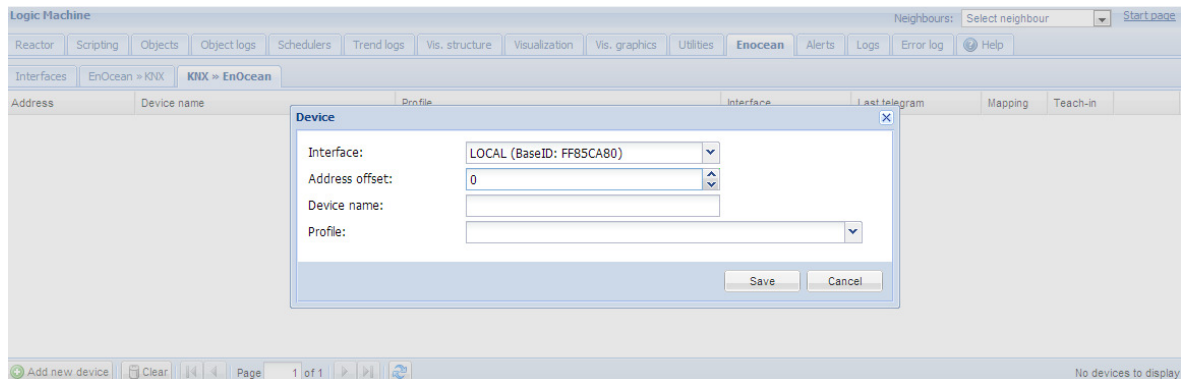 Logic Machine Neighbours: Select neighbour Start page
Reactor Scripting Objects Object logs Schedulers Trend logs Vis. structure Visualization Vis. graphics Utilities Enocean Alerts Logs Error log Help
Interfaces EnOcean » KNX KNX » EnOcean
Address Device name Profile Interface Last telegram Mapping Teach-in
Device
Interface: LOCAL (BaseID: FF85CA80)
Address offset: 0
Device name:
Profile:
Save Cancel
Add new device Clear Page 1 of 1 No devices to display